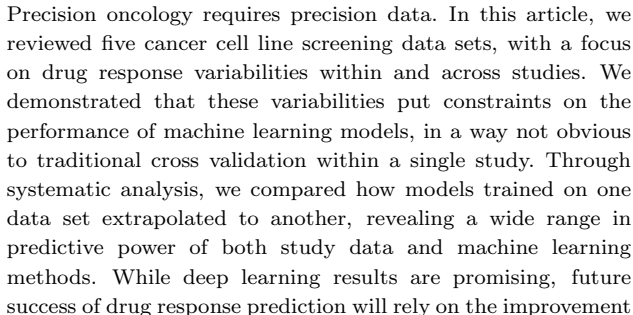 Precision oncology requires precision data. In this article, we
reviewed five cancer cell line screening data sets, with a focus
on drug response variabilities within and across studies. We
demonstrated that these variabilities put constraints on the
performance of machine learning models, in a way not obvious
to traditional cross validation within a single study. Through
systematic analysis, we compared how models trained on one
data set extrapolated to another, revealing a wide range in
predictive power of both study data and machine learning
methods. While deep learning results are promising, future
success of drug response prediction will rely on the improvement